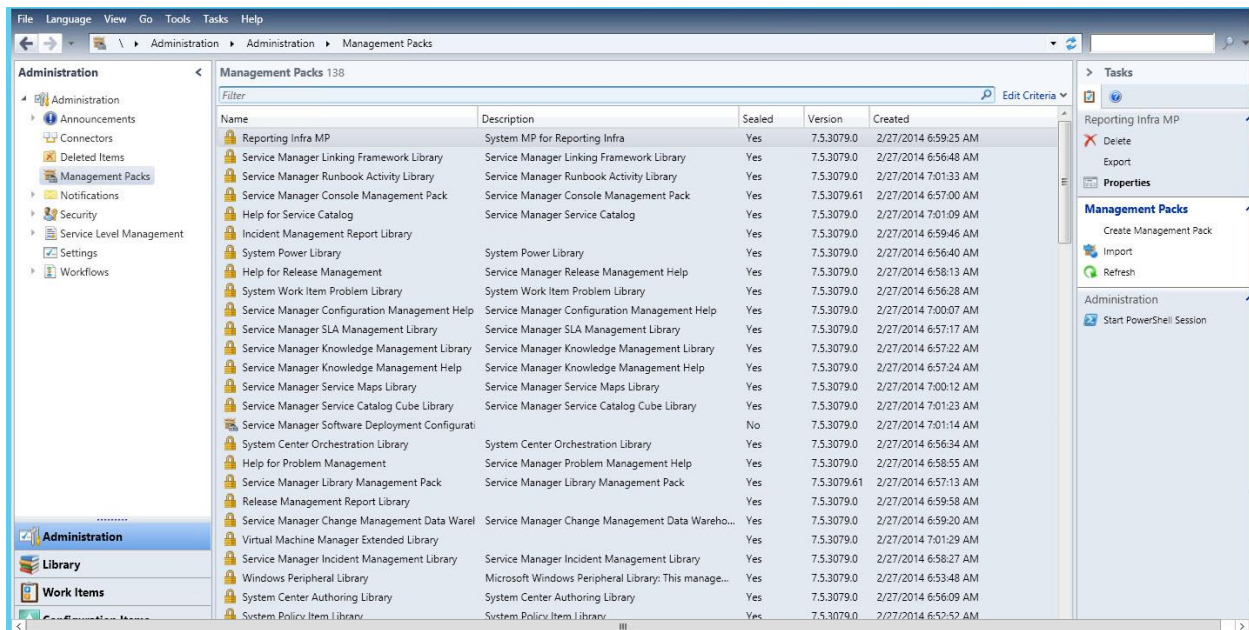 File Language View Go Tools Tasks Help
\ Administration Administration Management Packs
Administration
Administration
Announcements
Connectors
Deleted Items
Management Packs
Notifications
Security
Service Level Management
Settings
Workflows
Administration
Library
Work Items
Configuration Items
Management Packs 138
Filter Edit Criteria
Name Description Sealed Version Created
Reporting Infra MP System MP for Reporting Infra Yes 7.5.3079.0 2/27/2014 6:59:25 AM
Service Manager Linking Framework Library Service Manager Linking Framework Library Yes 7.5.3079.0 2/27/2014 6:56:48 AM
Service Manager Runbook Activity Library Service Manager Runbook Activity Library Yes 7.5.3079.0 2/27/2014 7:01:33 AM
Service Manager Console Management Pack Service Manager Console Management Pack Yes 7.5.3079.61 2/27/2014 6:57:00 AM
Help for Service Catalog Service Manager Service Catalog Yes 7.5.3079.0 2/27/2014 7:01:09 AM
Incident Management Report Library Yes 7.5.3079.0 2/27/2014 6:59:46 AM
System Power Library System Power Library Yes 7.5.3079.0 2/27/2014 6:56:40 AM
Help for Release Management Service Manager Release Management Help Yes 7.5.3079.0 2/27/2014 6:58:13 AM
System Work Item Problem Library System Work Item Problem Library Yes 7.5.3079.0 2/27/2014 6:56:28 AM
Service Manager Configuration Management Help Service Manager Configuration Management Help Yes 7.5.3079.0 2/27/2014 7:00:07 AM
Service Manager SLA Management Library Service Manager SLA Management Library Yes 7.5.3079.0 2/27/2014 6:57:17 AM
Service Manager Knowledge Management Library Service Manager Knowledge Management Library Yes 7.5.3079.0 2/27/2014 6:57:22 AM
Service Manager Knowledge Management Help Service Manager Knowledge Management Help Yes 7.5.3079.0 2/27/2014 6:57:24 AM
Service Manager Service Maps Library Service Manager Service Maps Library Yes 7.5.3079.0 2/27/2014 7:00:12 AM
Service Manager Service Catalog Cube Library Service Manager Service Catalog Cube Library Yes 7.5.3079.0 2/27/2014 7:01:23 AM
Service Manager Software Deployment Configurati No 7.5.3079.0 2/27/2014 7:01:14 AM
System Center Orchestration Library System Center Orchestration Library Yes 7.5.3079.0 2/27/2014 6:56:34 AM
Help for Problem Management Service Manager Problem Management Help Yes 7.5.3079.0 2/27/2014 6:58:55 AM
Service Manager Library Management Pack Service Manager Library Management Pack Yes 7.5.3079.61 2/27/2014 6:57:13 AM
Release Management Report Library Yes 7.5.3079.0 2/27/2014 6:59:58 AM
Service Manager Change Management Data Warel Service Manager Change Management Data Wareho... Yes 7.5.3079.0 2/27/2014 6:59:20 AM
Virtual Machine Manager Extended Library Yes 7.5.3079.0 2/27/2014 7:01:29 AM
Service Manager Incident Management Library Service Manager Incident Management Library Yes 7.5.3079.0 2/27/2014 6:58:27 AM
Windows Peripheral Library Microsoft Windows Peripheral Library: This manage... Yes 7.5.3079.0 2/27/2014 6:53:48 AM
System Center Authoring Library System Center Authoring Library Yes 7.5.3079.0 2/27/2014 6:56:09 AM
System Policy Item Library System Policy Item Library Yes 7.5.3079.0 2/27/2014 6:52:52 AM
Tasks
Reporting Infra MP
Delete
Export
Properties
Management Packs
Create Management Pack
Import
Refresh
Administration
Start PowerShell Session